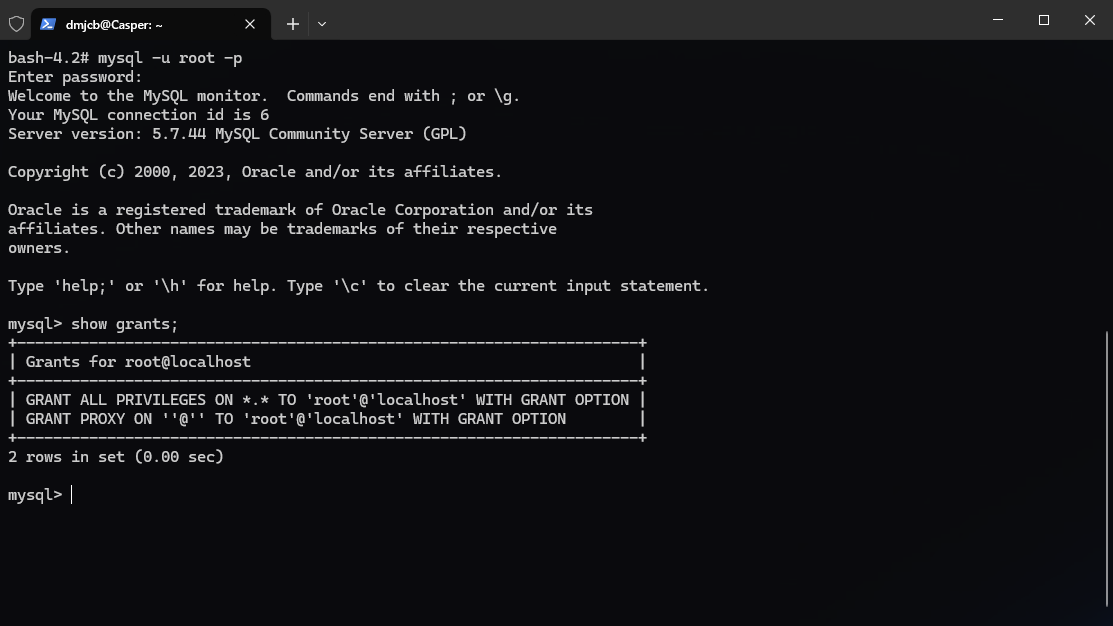 dmjcb@Casper: ~
bash-4.2# mysql -u root -p
Enter password:
Welcome to the MySQL monitor.  Commands end with ; or \g.
Your MySQL connection id is 6
Server version: 5.7.44 MySQL Community Server (GPL)
Copyright (c) 2000, 2023, Oracle and/or its affiliates.
Oracle is a registered trademark of Oracle Corporation and/or its
affiliates. Other names may be trademarks of their respective
owners.
Type 'help;' or '\h' for help. Type '\c' to clear the current input statement.
mysql> show grants;
+---------------------------------------------------------------------+
| Grants for root@localhost                                           |
+---------------------------------------------------------------------+
| GRANT ALL PRIVILEGES ON *.* TO 'root'@'localhost' WITH GRANT OPTION |
| GRANT PROXY ON ''@'' TO 'root'@'localhost' WITH GRANT OPTION        |
+---------------------------------------------------------------------+
2 rows in set (0.00 sec)
mysql>